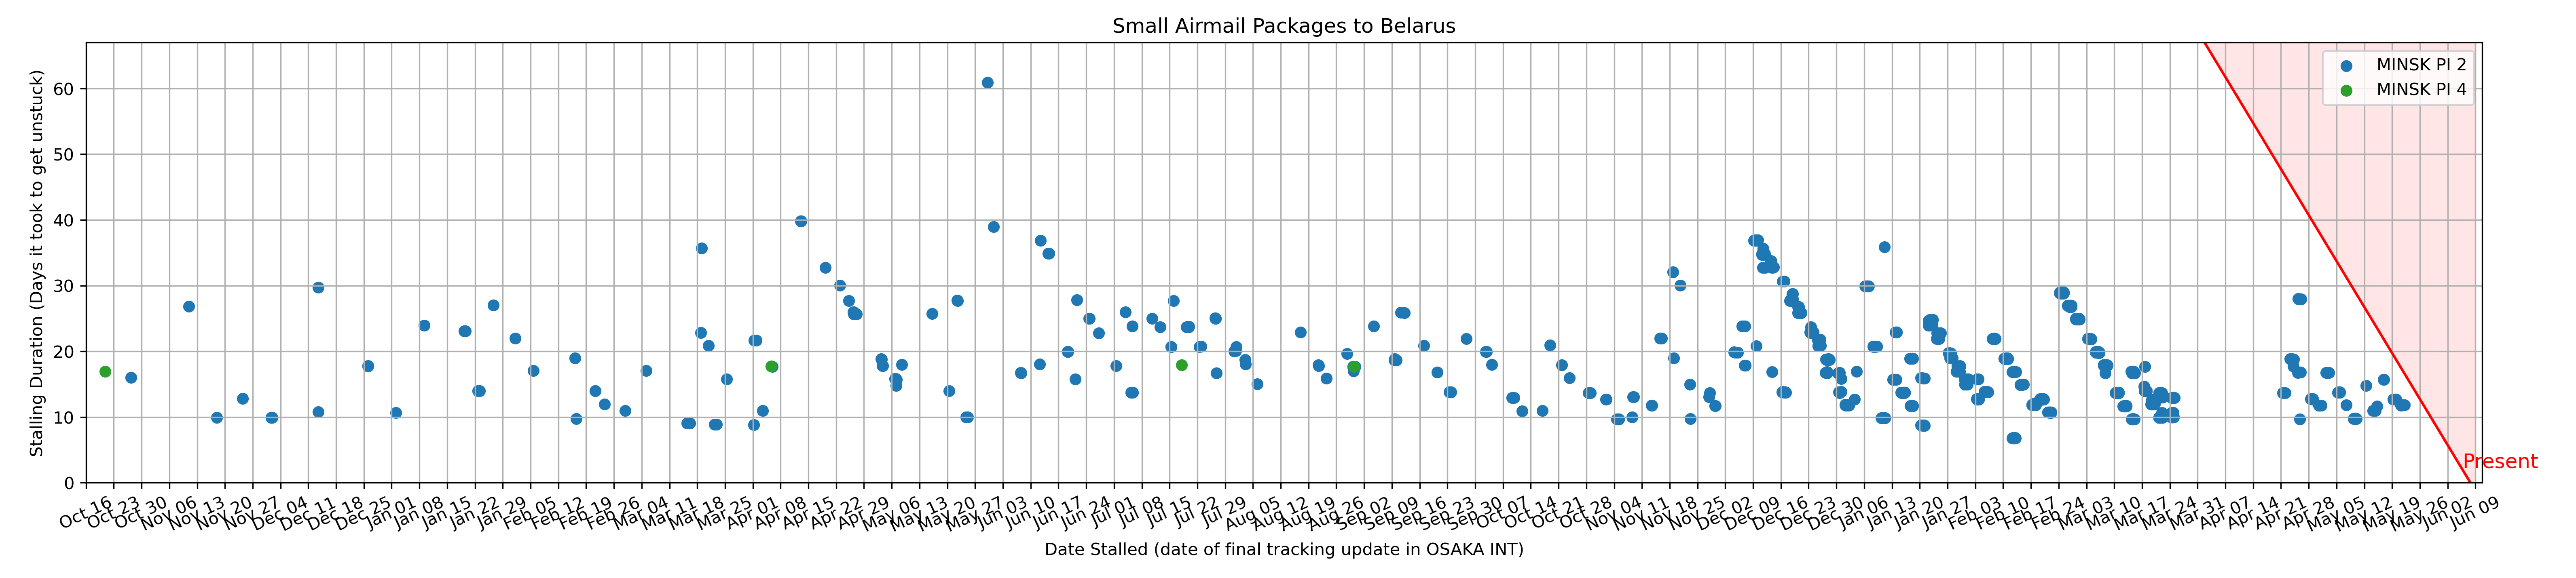 Small Airmail Packages to Belarus
Stalling Duration (Days it took to get unstuck)
60
50
40
30
20
10
0
MINSK PI 2
MINSK PI 4
Present
Oct 16
Oct 23
Oct 30
Nov 06
Nov 13
Nov 20
Nov 27
Dec 04
Dec 11
Dec 18
Dec 25
Jan 01
Jan 08
Jan 15
Jan 22
Jan 29
Feb 05
Feb 12
Feb 19
Feb 26
Mar 04
Mar 11
Mar 18
Mar 25
Apr 01
Apr 08
Apr 15
Apr 22
Apr 29
May 06
May 13
May 20
May 27
Jun 03
Jun 10
Jun 17
Jun 24
Jul 01
Jul 08
Jul 15
Jul 22
Jul 29
Aug 05
Aug 12
Aug 19
Aug 26
Sep 02
Sep 09
Sep 16
Sep 23
Sep 30
Oct 07
Oct 14
Oct 21
Oct 28
Nov 04
Nov 11
Nov 18
Nov 25
Dec 02
Dec 09
Dec 16
Dec 23
Dec 30
Jan 06
Jan 13
Jan 20
Jan 27
Feb 03
Feb 10
Feb 17
Feb 24
Mar 03
Mar 10
Mar 17
Mar 24
Mar 31
Apr 07
Apr 14
Apr 21
Apr 28
May 05
May 12
May 19
May 26
Jun 02
Jun 09
Date Stalled (date of final tracking update in OSAKA INT)